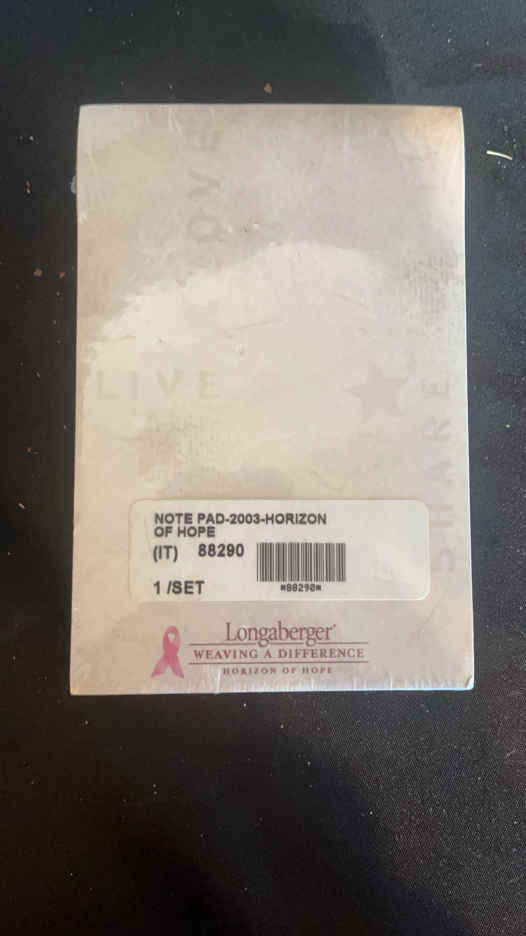 LOVE
LIVE
SHARE
NOTE PAD-2003-HORIZON
OF HOPE
(IT) 88290
1 /SET
*88290*
Longaberger®
WEAVING A DIFFERENCE
HORIZON OF HOPE